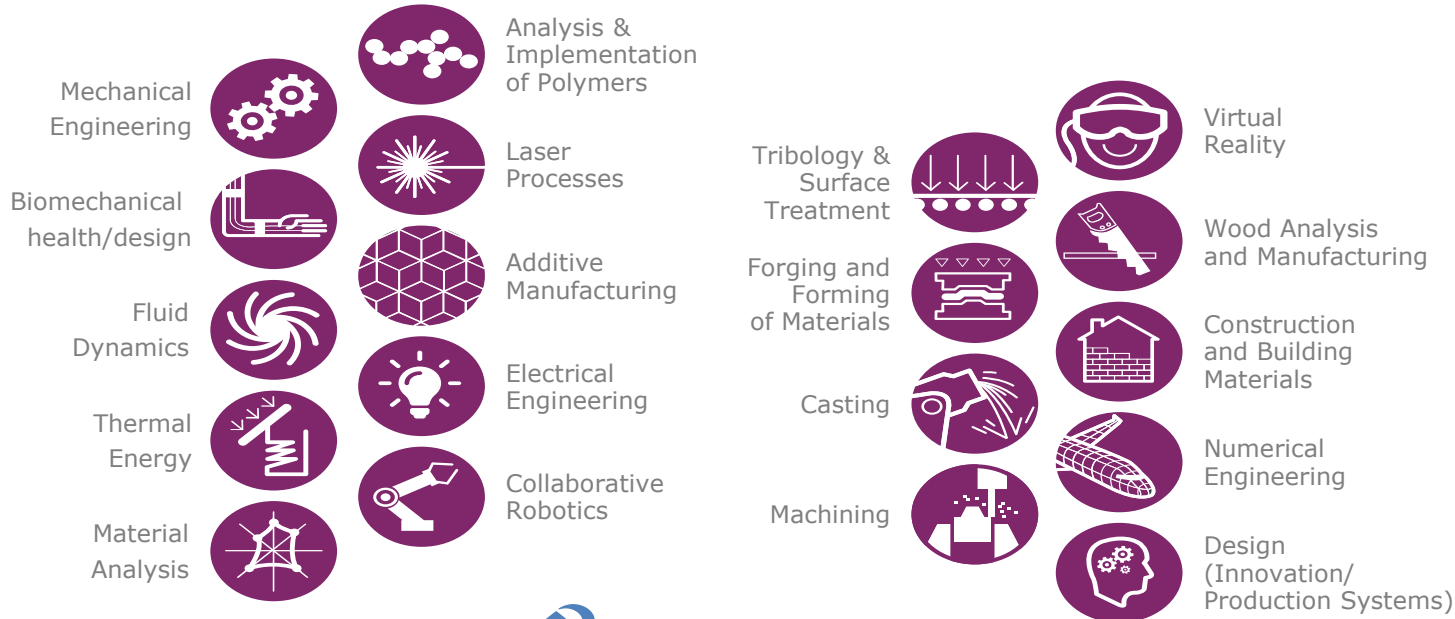 Mechanical
Engineering
Biomechanical
health/design
Fluid
Dynamics
Thermal
Energy
Material
Analysis
Analysis &
Implementation
of Polymers
Laser
Processes
Additive
Manufacturing
Electrical
Engineering
Collaborative
Robotics
Tribology &
Surface
Treatment
Forging and
Forming
of Materials
Casting
Machining
Virtual
Reality
Wood Analysis
and Manufacturing
Construction
and Building
Materials
Numerical
Engineering
Design
(Innovation/
Production Systems)